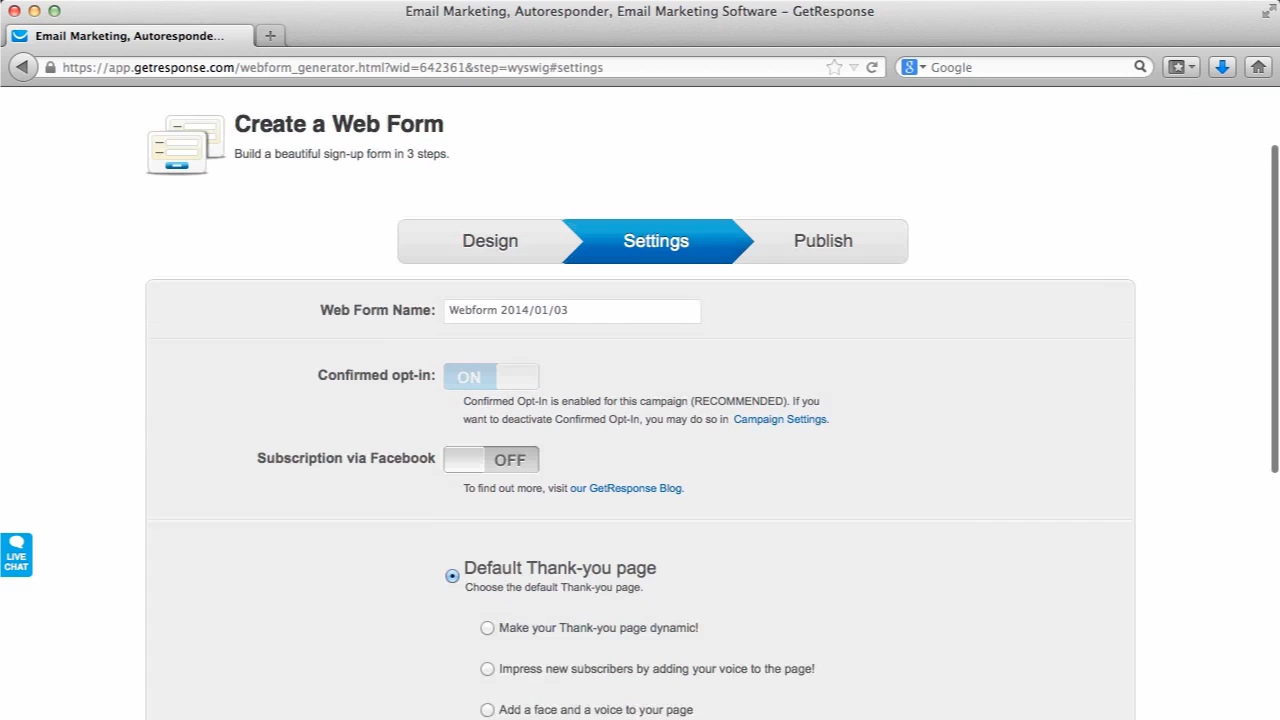 Email Marketing, Autoresponder, Email Marketing Software – GetResponse
Email Marketing, Autoresponde...
https://app.getresponse.com/webform_generator.html?wid=642361&step=wyswig#settings
Google
Create a Web Form
Build a beautiful sign-up form in 3 steps.
Design
Settings
Publish
Web Form Name: Webform 2014/01/03
Confirmed opt-in: ON
Confirmed Opt-In is enabled for this campaign (RECOMMENDED). If you
want to deactivate Confirmed Opt-In, you may do so in Campaign Settings.
Subscription via Facebook OFF
To find out more, visit our GetResponse Blog.
LIVE
CHAT
Default Thank-you page
Choose the default Thank-you page.
Make your Thank-you page dynamic!
Impress new subscribers by adding your voice to the page!
Add a face and a voice to your page